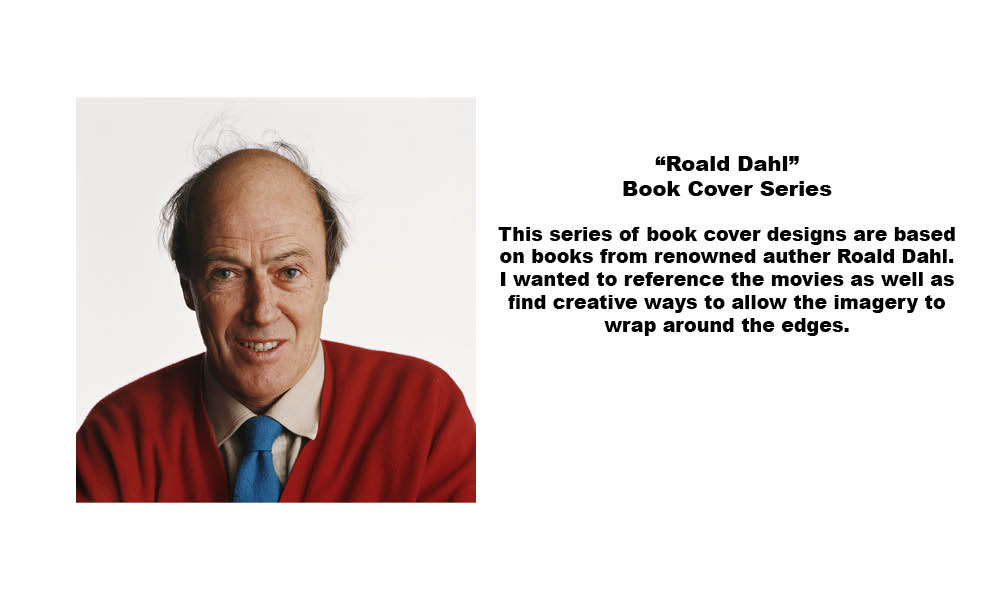 “Roald Dahl”
Book Cover Series
This series of book cover designs are based
on books from renowned auther Roald Dahl.
I wanted to reference the movies as well as
find creative ways to allow the imagery to
wrap around the edges.